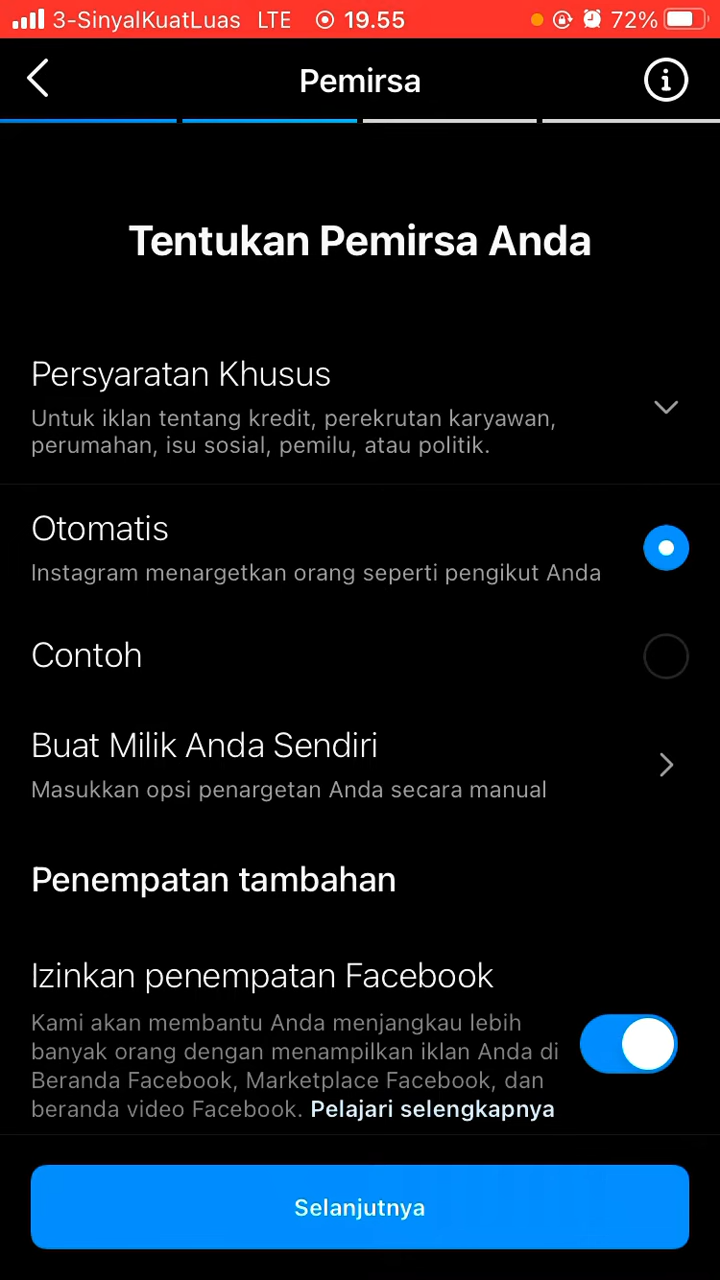 3-SinyalKuatLuas LTE 19.55 72%
Pemirsa
Tentukan Pemirsa Anda
Persyaratan Khusus
Untuk iklan tentang kredit, perekrutan karyawan,
perumahan, isu sosial, pemilu, atau politik.
Otomatis
Instagram menargetkan orang seperti pengikut Anda
Contoh
Buat Milik Anda Sendiri
Masukkan opsi penargetan Anda secara manual
Penempatan tambahan
Izinkan penempatan Facebook
Kami akan membantu Anda menjangkau lebih
banyak orang dengan menampilkan iklan Anda di
Beranda Facebook, Marketplace Facebook, dan
beranda video Facebook. Pelajari selengkapnya
Selanjutnya